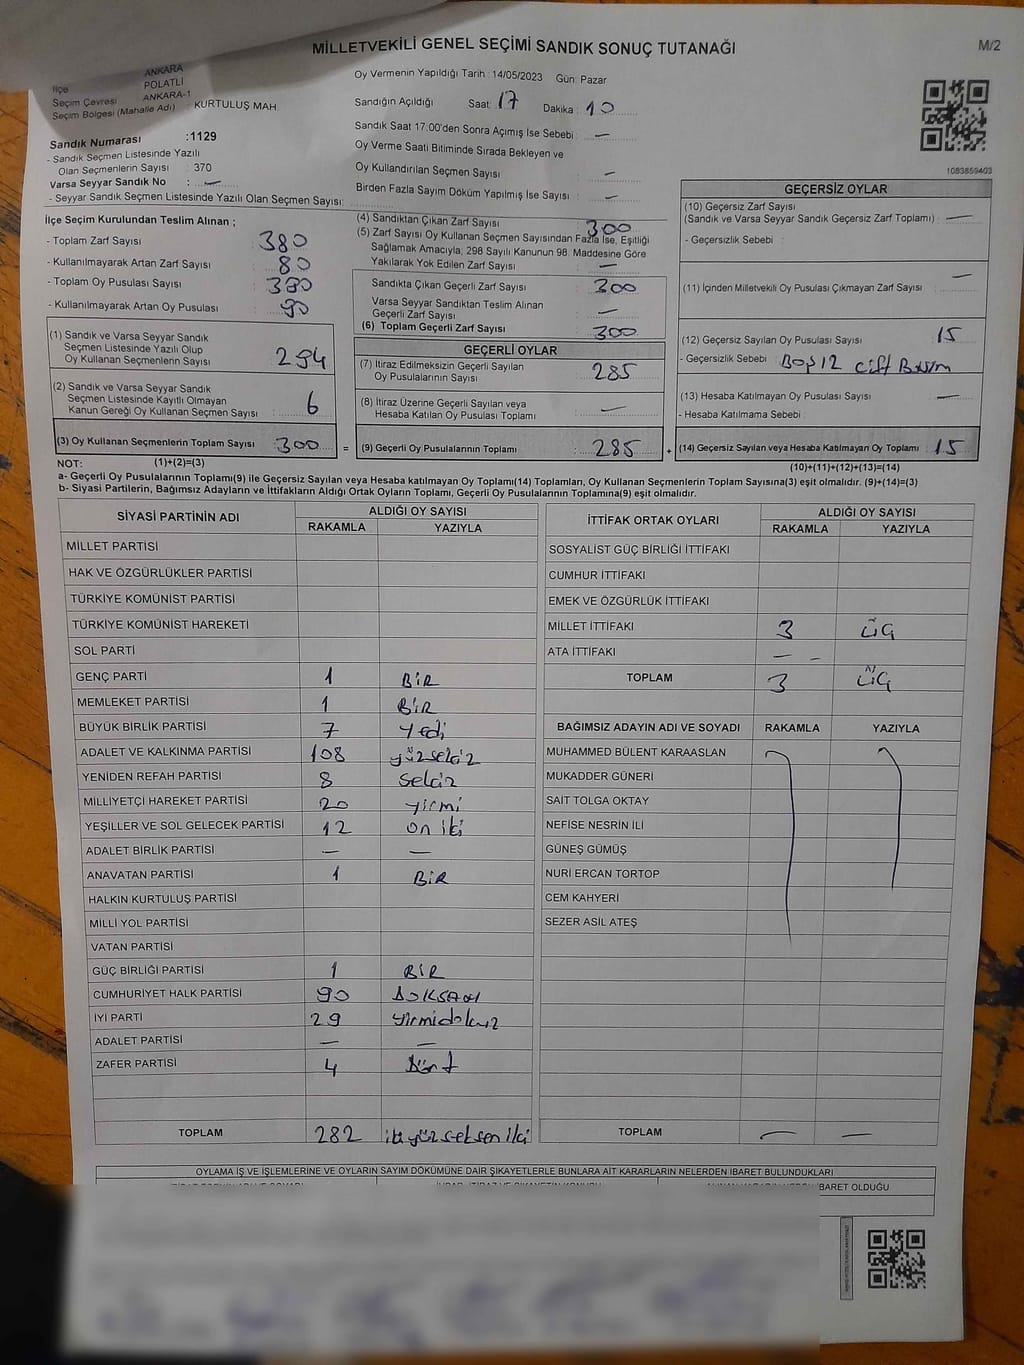 MİLLETVEKİLİ GENEL SEÇİMİ SANDIK SONUÇ TUTANAĞI
M/2
ANKARA
İlçe POLATLI
Seçim Çevresi ANKARA-1
Seçim Bölgesi (Mahalle Adı) : KURTULUŞ MAH.
Oy Vermenin Yapıldığı Tarih : 14/05/2023 Gün: Pazar
Sandığın Açıldığı Saat: 17 Dakika : 10
Sandık Saat 17:00'den Sonra Açımış İse Sebebi : —
Oy Verme Saati Bitiminde Sırada Bekleyen ve
Oy Kullandırılan Seçmen Sayısı : —
Birden Fazla Sayım Döküm Yapılmış İse Sayısı : —
1083859403
Sandık Numarası :1129
- Sandık Seçmen Listesinde Yazılı
Olan Seçmenlerin Sayısı : 370
Varsa Seyyar Sandık No : —
- Seyyar Sandık Seçmen Listesinde Yazılı Olan Seçmen Sayısı:
İlçe Seçim Kurulundan Teslim Alınan ;
- Toplam Zarf Sayısı : 380
- Kullanılmayarak Artan Zarf Sayısı : 80
- Toplam Oy Pusulası Sayısı : 380
- Kullanılmayarak Artan Oy Pusulası : 90
(1) Sandık ve Varsa Seyyar Sandık
Seçmen Listesinde Yazılı Olup
Oy Kullanan Seçmenlerin Sayısı : 294
(2) Sandık ve Varsa Seyyar Sandık
Seçmen Listesinde Kayıtlı Olmayan
Kanun Gereği Oy Kullanan Seçmen Sayısı : 6
(3) Oy Kullanan Seçmenlerin Toplam Sayısı : 300
(4) Sandıktan Çıkan Zarf Sayısı : 300
(5) Zarf Sayısı Oy Kullanan Seçmen Sayısından Fazla İse, Eşitliği
Sağlamak Amacıyla; 298 Sayılı Kanunun 98. Maddesine Göre
Yakılarak Yok Edilen Zarf Sayısı : —
Sandıkta Çıkan Geçerli Zarf Sayısı : 300
Varsa Seyyar Sandıktan Teslim Alınan
Geçerli Zarf Sayısı : —
(6) Toplam Geçerli Zarf Sayısı : 300
GEÇERLİ OYLAR
(7) İtiraz Edilmeksizin Geçerli Sayılan
Oy Pusulalarının Sayısı : 285
(8) İtiraz Üzerine Geçerli Sayılan veya
Hesaba Katılan Oy Pusulası Toplamı : —
= (9) Geçerli Oy Pusulalarının Toplamı : 285
GEÇERSİZ OYLAR
(10) Geçersiz Zarf Sayısı
(Sandık ve Varsa Seyyar Sandık Geçersiz Zarf Toplamı) : —
- Geçersizlik Sebebi :
—
(11) İçinden Milletvekili Oy Pusulası Çıkmayan Zarf Sayısı :
(12) Geçersiz Sayılan Oy Pusulası Sayısı : 15
- Geçersizlik Sebebi : Boş 12 Çift Basım
(13) Hesaba Katılmayan Oy Pusulası Sayısı : —
- Hesaba Katılmama Sebebi :
+ (14) Geçersiz Sayılan veya Hesaba Katılmayan Oy Toplamı : 15
NOT: (1)+(2)=(3)
(10)+(11)+(12)+(13)=(14)
a- Geçerli Oy Pusulalarının Toplamı(9) ile Geçersiz Sayılan veya Hesaba katılmayan Oy Toplamı(14) Toplamları, Oy Kullanan Seçmenlerin Toplam Sayısına(3) eşit olmalıdır. (9)+(14)=(3)
b- Siyasi Partilerin, Bağımsız Adayların ve İttifakların Aldığı Ortak Oyların Toplamı, Geçerli Oy Pusulalarının Toplamına(9) eşit olmalıdır.
SİYASİ PARTİNİN ADI
ALDIĞI OY SAYISI
RAKAMLA YAZIYLA
MİLLET PARTİSİ
HAK VE ÖZGÜRLÜKLER PARTİSİ
TÜRKİYE KOMÜNİST PARTİSİ
TÜRKİYE KOMÜNİST HAREKETİ
SOL PARTİ
GENÇ PARTİ 1 BİR
MEMLEKET PARTİSİ 1 BİR
BÜYÜK BİRLİK PARTİSİ 7 yedi
ADALET VE KALKINMA PARTİSİ 108 yüzsekiz
YENİDEN REFAH PARTİSİ 8 sekiz
MİLLİYETÇİ HAREKET PARTİSİ 20 yirmi
YEŞİLLER VE SOL GELECEK PARTİSİ 12 on iki
ADALET BİRLİK PARTİSİ — —
ANAVATAN PARTİSİ 1 BİR
HALKIN KURTULUŞ PARTİSİ
MİLLİ YOL PARTİSİ
VATAN PARTİSİ
GÜÇ BİRLİĞİ PARTİSİ 1 BİR
CUMHURİYET HALK PARTİSİ 90 DOKSAN
İYİ PARTİ 29 yirmidokuz
ADALET PARTİSİ — —
ZAFER PARTİSİ 4 Dört
TOPLAM 282 ikiyüzseksen iki
İTTİFAK ORTAK OYLARI
ALDIĞI OY SAYISI
RAKAMLA YAZIYLA
SOSYALİST GÜÇ BİRLİĞİ İTTİFAKI
CUMHUR İTTİFAKI
EMEK VE ÖZGÜRLÜK İTTİFAKI
MİLLET İTTİFAKI 3 ÜÇ
ATA İTTİFAKI — —
TOPLAM 3 ÜÇ
BAĞIMSIZ ADAYIN ADI VE SOYADI RAKAMLA YAZIYLA
MUHAMMED BÜLENT KARAASLAN
MUKADDER GÜNERİ
SAİT TOLGA OKTAY
NEFİSE NESRİN İLİ
GÜNEŞ GÜMÜŞ
NURİ ERCAN TORTOP
CEM KAHYERİ
SEZER ASİL ATEŞ
TOPLAM — —
OYLAMA İŞ VE İŞLEMLERİNE VE OYLARIN SAYIM DÖKÜMÜNE DAİR ŞİKAYETLERLE BUNLARA AİT KARARLARIN NELERDEN İBARET BULUNDUKLARI
İBARET OLDUĞU